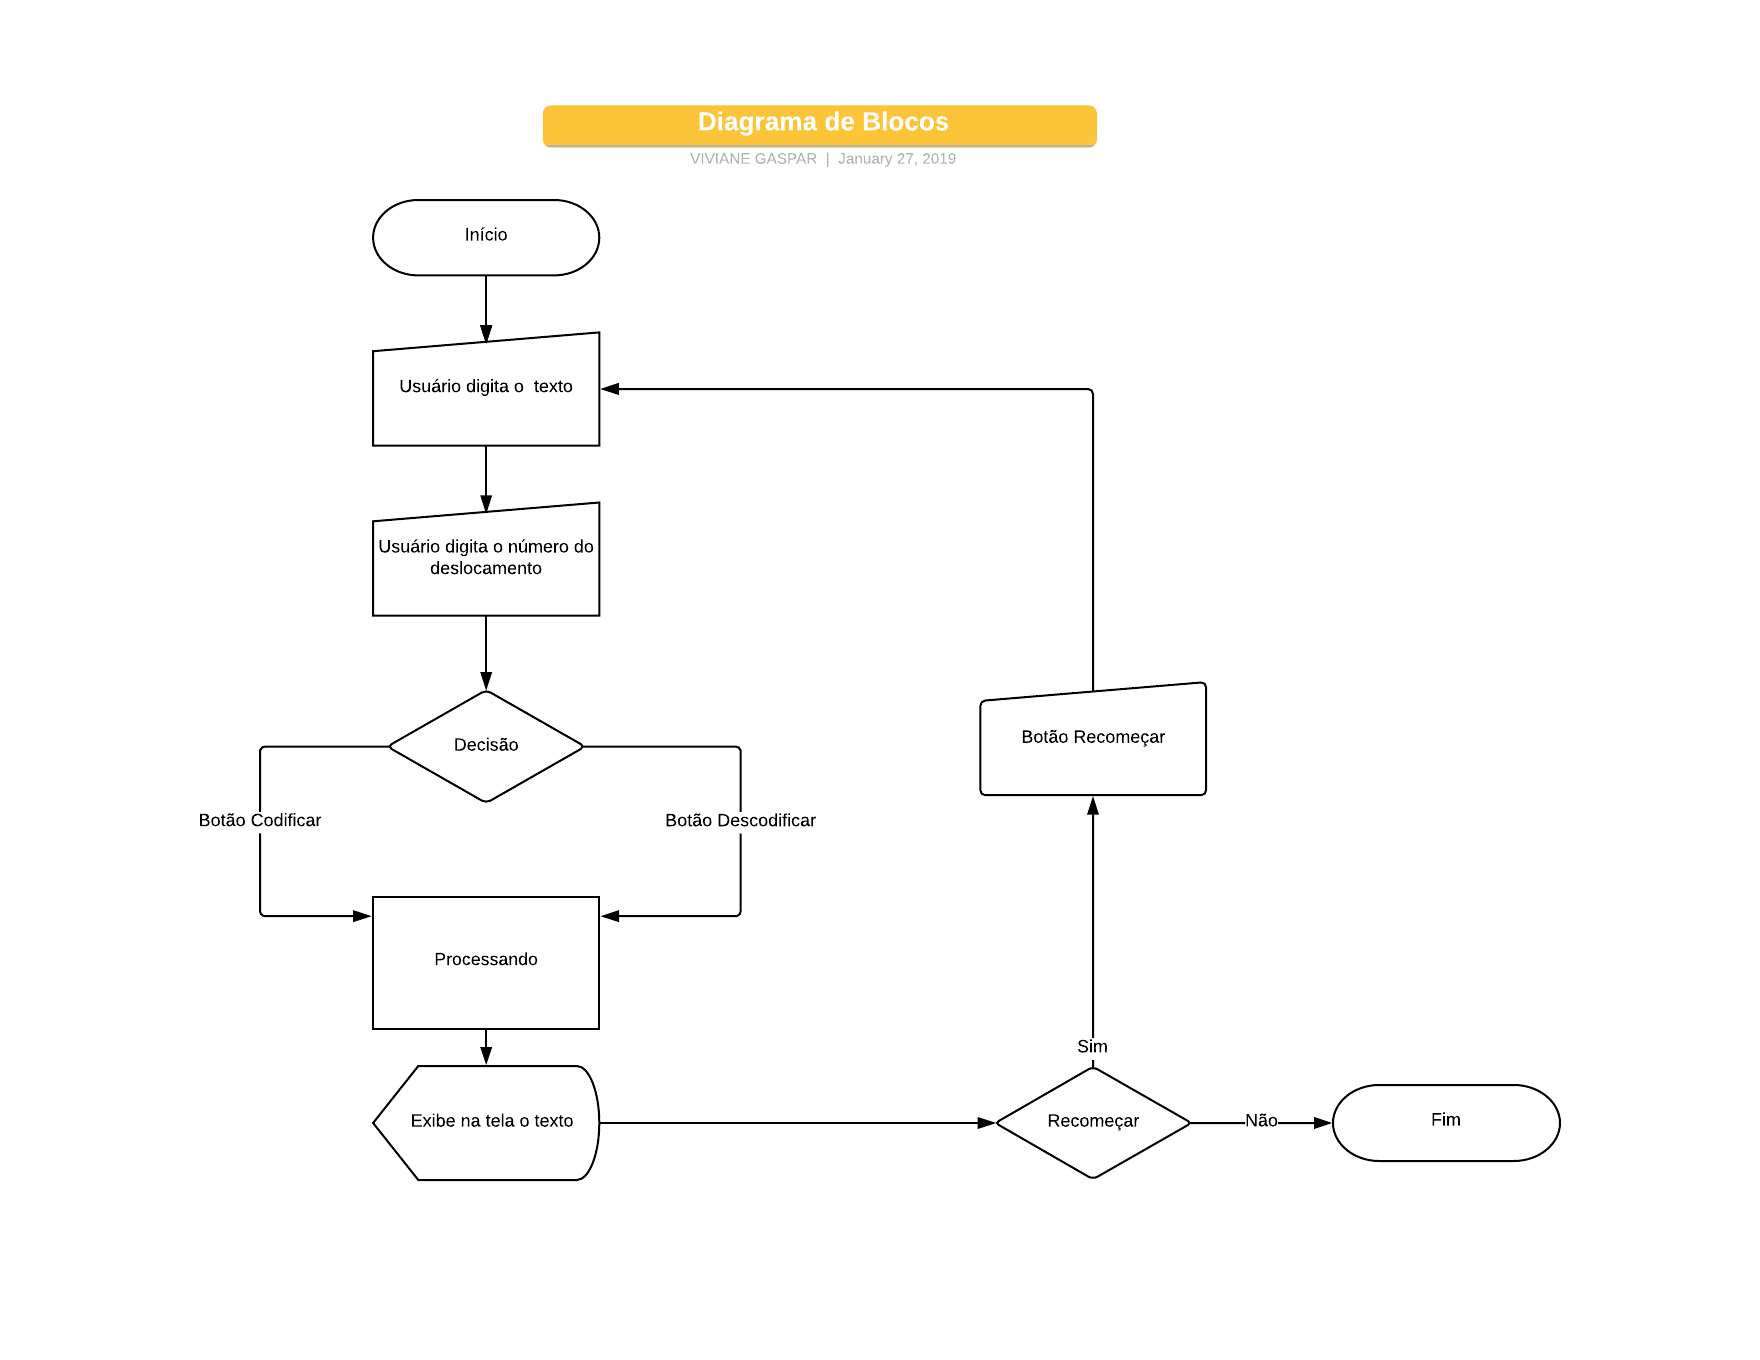 Diagrama de Blocos
VIVIANE GASPAR | January 27, 2019
Início
Usuário digita o  texto
Usuário digita o número do
deslocamento
Decisão
Botão Codificar
Botão Descodificar
Processando
Exibe na tela o texto
Recomeçar
Sim
Botão Recomeçar
Não
Fim